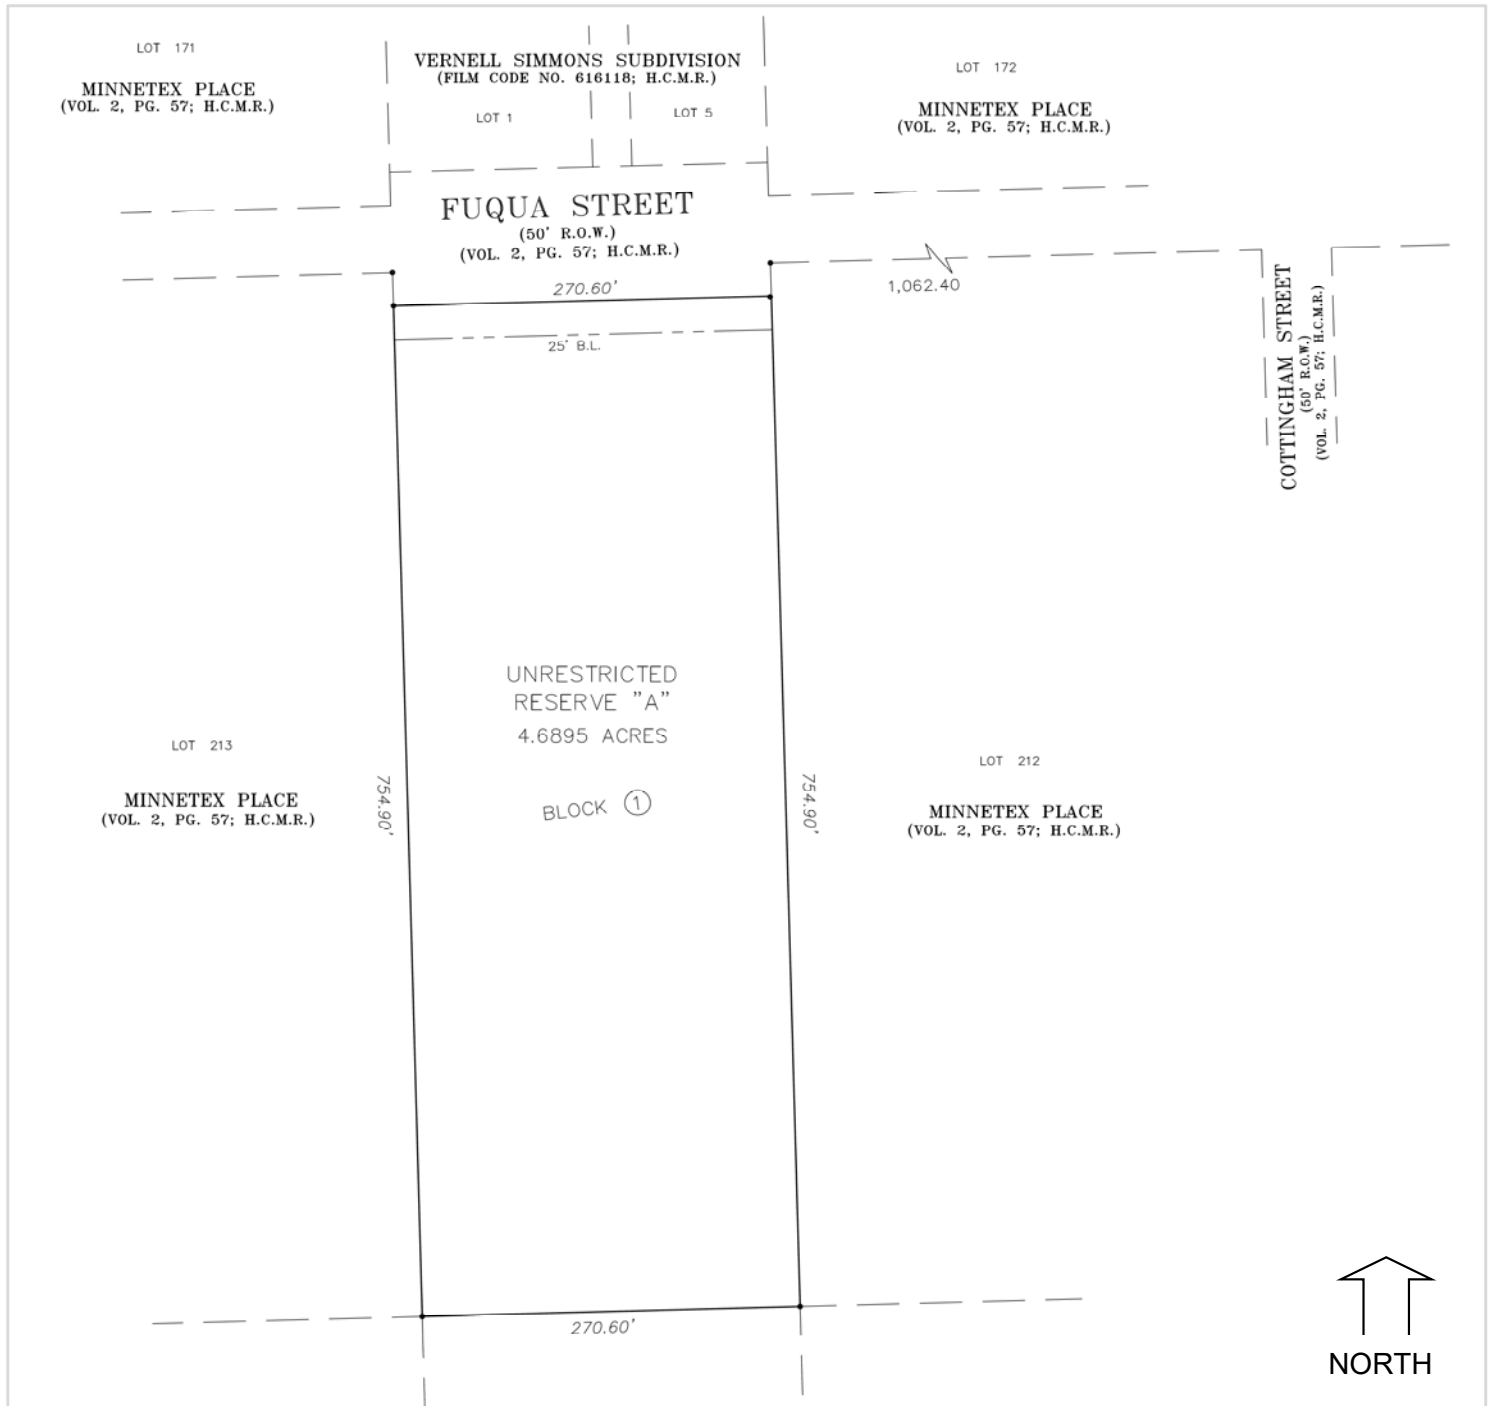 LOT 171
MINNETEX PLACE
(VOL. 2, PG. 57; H.C.M.R.)
VERNELL SIMMONS SUBDIVISION
(FILM CODE NO. 616118; H.C.M.R.)
LOT 1
LOT 5
LOT 172
MINNETEX PLACE
(VOL. 2, PG. 57; H.C.M.R.)
FUQUA STREET
(50' R.O.W.)
(VOL. 2, PG. 57; H.C.M.R.)
270.60'
1,062.40
25' B.L.
COTTINGHAM STREET
(50' R.O.W.)
(VOL. 2, PG. 57; H.C.M.R.)
UNRESTRICTED
RESERVE "A"
4.6895 ACRES
BLOCK 1
LOT 213
MINNETEX PLACE
(VOL. 2, PG. 57; H.C.M.R.)
754.90'
754.90'
LOT 212
MINNETEX PLACE
(VOL. 2, PG. 57; H.C.M.R.)
270.60'
NORTH